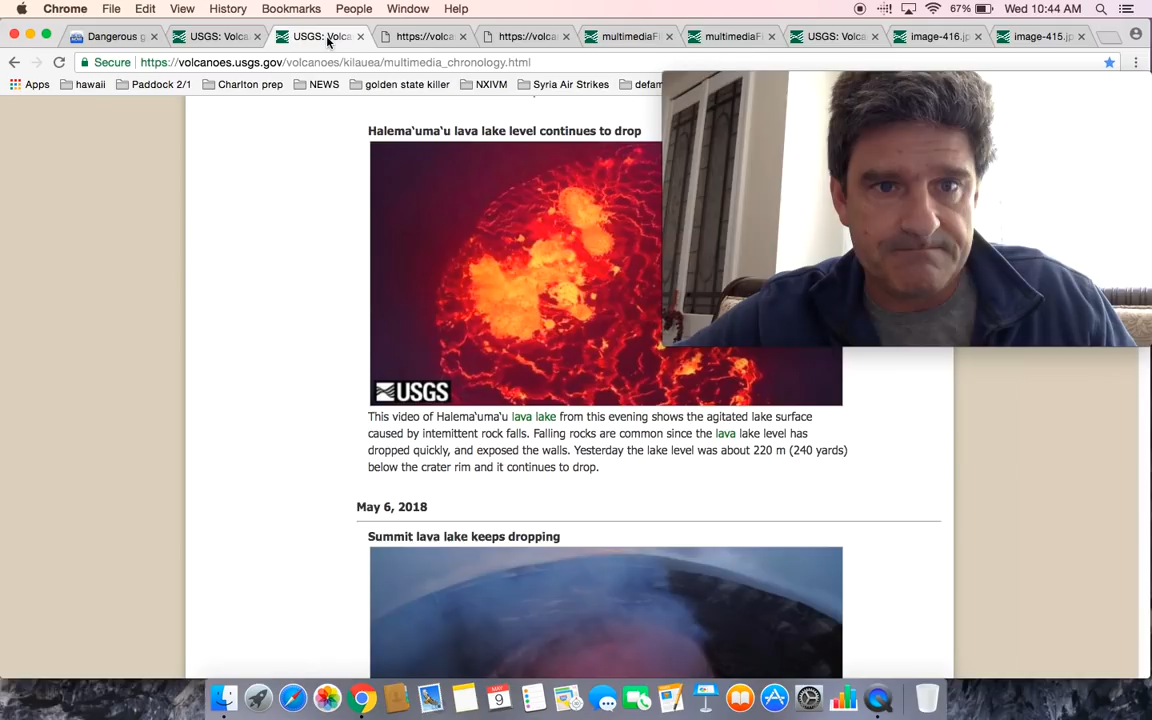 Chrome File Edit View History Bookmarks People Window Help 67% Wed 10:44 AM
Dangerous g USGS: Volca USGS: Volca https://volca https://volca multimediaFi multimediaFi USGS: Volca image-416.jp image-415.jp
Secure https://volcanoes.usgs.gov/volcanoes/kilauea/multimedia_chronology.html
Apps hawaii Paddock 2/1 Charlton prep NEWS golden state killer NXIVM Syria Air Strikes defam
Halema‘uma‘u lava lake level continues to drop
USGS
This video of Halema‘uma‘u lava lake from this evening shows the agitated lake surface
caused by intemittent rock falls. Falling rocks are common since the lava lake level has
dropped quickly, and exposed the walls. Yesterday the lake level was about 220 m (240 yards)
below the crater rim and it continues to drop.
May 6, 2018
Summit lava lake keeps dropping
MAY
9